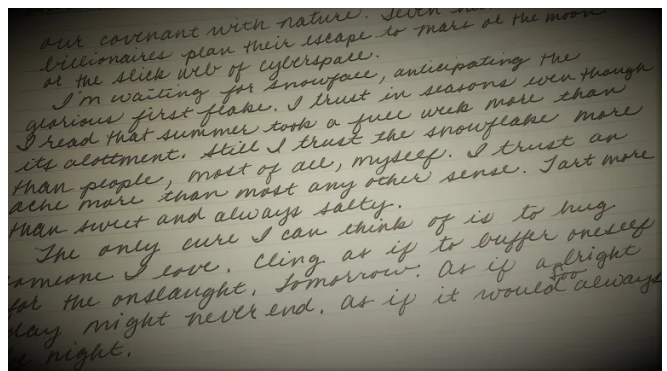 our covenant with nature. Seven
billionaires plan their escape to Mars or the moon
or the slick web of cyberspace.
I'm waiting for snowface, anticipating the
glorious first flake. I trust in seasons even though
I read that summer took a full week more than
its alottment. Still I trust the snowflake more
than people, most of all, myself. I trust an
ache more than most any other sense. Tart more
than sweet and always salty.
The only cure I can think of is to hug
someone I love. Cling as if to buffer oneself
for the onslaught. Tomorrow. As if a bright
day might never end. As if it would too always
be night.